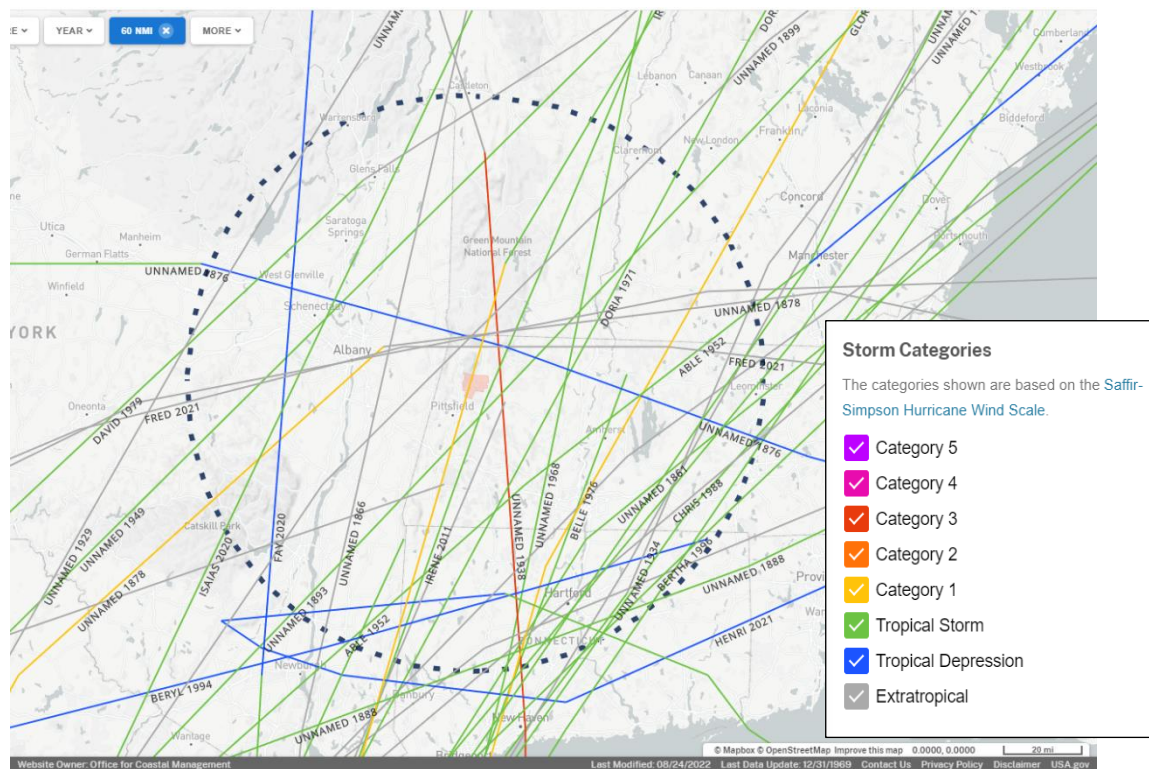 RE
YEAR
60 NMI
MORE
UNNAMED
DORIA
UNNAMED 1899
GLORIA
UNNAMED
Cumberland
Westbrook
Biddeford
Castleton
Lebanon
Canaan
Warrensburg
Laconia
New London
Franklin
Claremont
Glens Falls
Concord
Dover
Utica
Manheim
German Flatts
Saratoga
Springs
Green Mountain
National Forest
Portsmouth
Manchester
UNNAMED 1876
West Glenville
Winfield
Schenectady
DORIA 1971
UNNAMED 1878
YORK
Albany
ABLE 1952
FRED 2021
Leominster
Oneonta
DAVID 1979
FRED 2021
Pittsfield
Amherst
UNNAMED 1876
UNNAMED 1861
CHRIS 1988
UNNAMED 1968
BELLE 1976
UNNAMED 1938
Catskill Park
UNNAMED 1929
UNNAMED 1949
UNNAMED 1878
ISAIAS 2020
FAY 2020
UNNAMED 1866
IRENE 2011
UNNAMED 1934
BERTHA 1996
UNNAMED 1888
UNNAMED 1893
ABLE 1952
Hartford
CONNECTICUT
HENRI 2021
Newburgh
BERYL 1994
Danbury
New Haven
UNNAMED 1888
Wantage
Storm Categories
The categories shown are based on the Saffir-
Simpson Hurricane Wind Scale.
Category 5
Category 4
Category 3
Category 2
Category 1
Tropical Storm
Tropical Depression
Extratropical
© Mapbox © OpenStreetMap Improve this map 0.0000, 0.0000 20 mi
Website Owner: Office for Coastal Management
Last Modified: 08/24/2022 Last Data Update: 12/31/1969 Contact Us Privacy Policy Disclaimer USA.gov